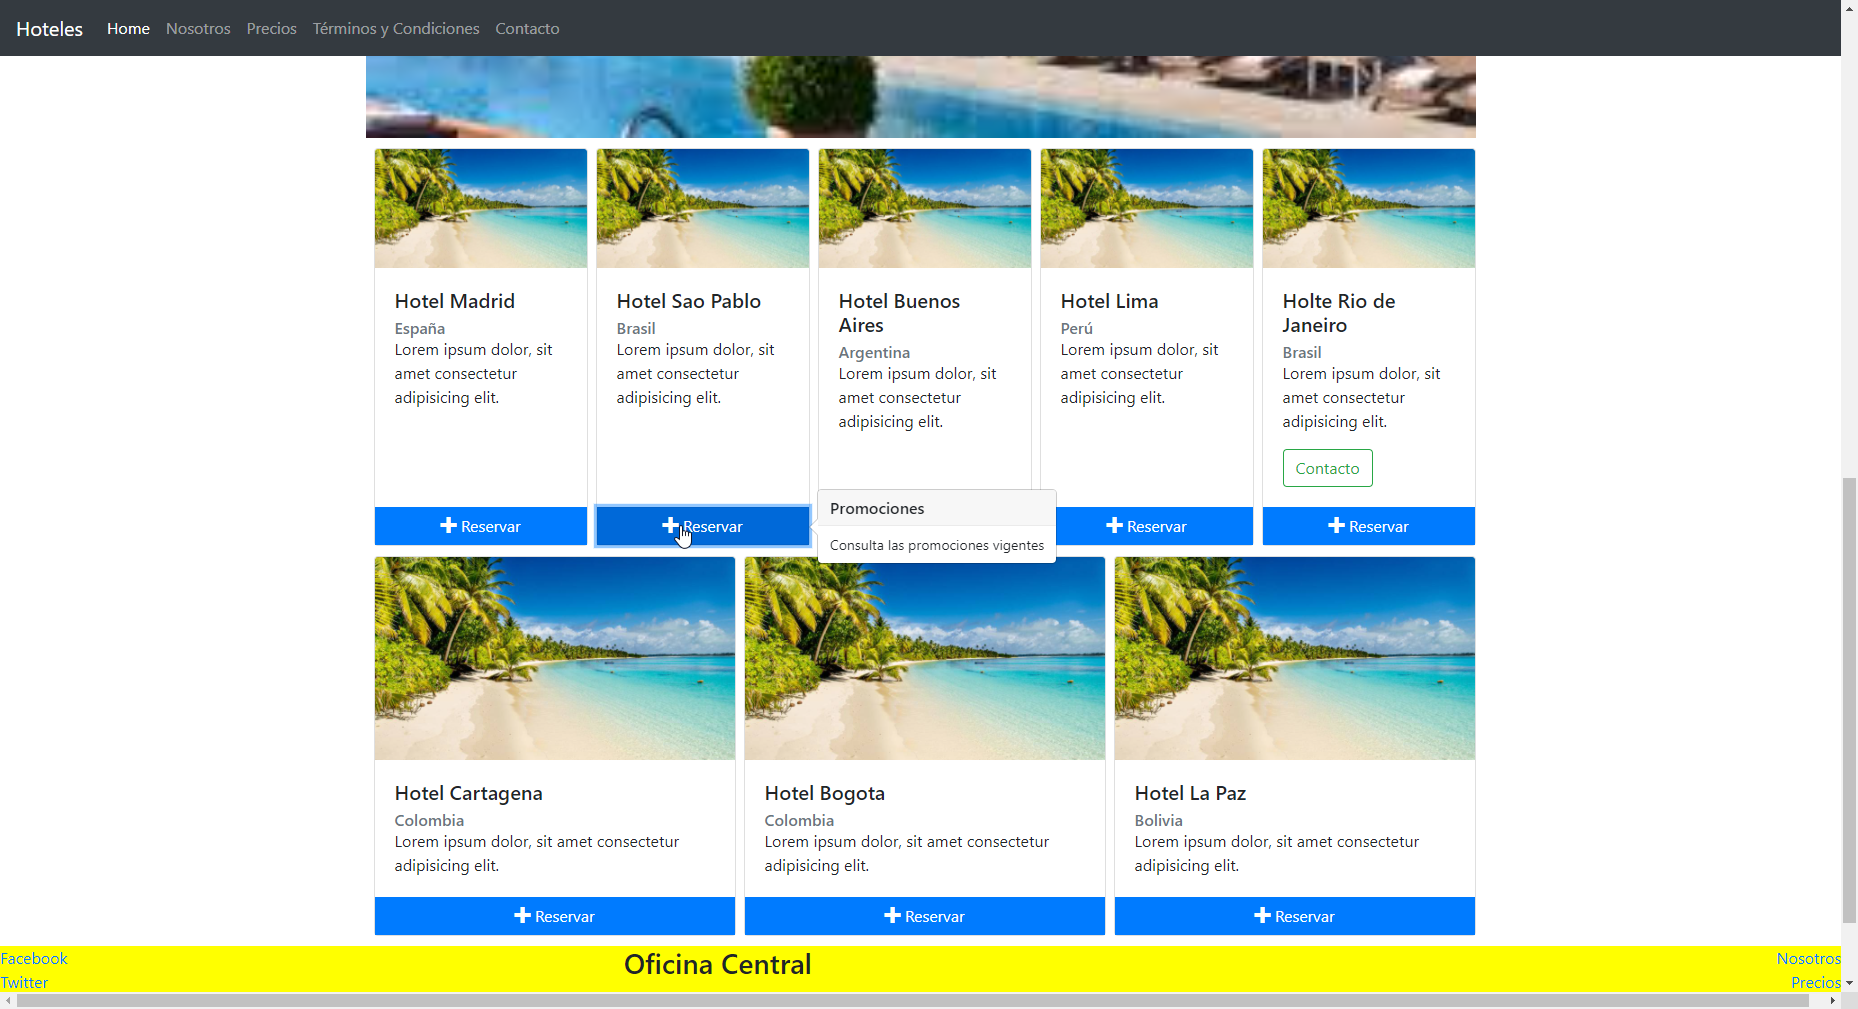 Hoteles Home Nosotros Precios Términos y Condiciones Contacto
Hotel Madrid
España
Lorem ipsum dolor, sit
amet consectetur
adipisicing elit.
Reservar
Hotel Sao Pablo
Brasil
Lorem ipsum dolor, sit
amet consectetur
adipisicing elit.
Reservar
Hotel Buenos
Aires
Argentina
Lorem ipsum dolor, sit
amet consectetur
adipisicing elit.
Promociones
Consulta las promociones vigentes
Hotel Lima
Perú
Lorem ipsum dolor, sit
amet consectetur
adipisicing elit.
Reservar
Holte Rio de
Janeiro
Brasil
Lorem ipsum dolor, sit
amet consectetur
adipisicing elit.
Contacto
Reservar
Hotel Cartagena
Colombia
Lorem ipsum dolor, sit amet consectetur
adipisicing elit.
Reservar
Hotel Bogota
Colombia
Lorem ipsum dolor, sit amet consectetur
adipisicing elit.
Reservar
Hotel La Paz
Bolivia
Lorem ipsum dolor, sit amet consectetur
adipisicing elit.
Reservar
Facebook
Twitter
Oficina Central
Nosotros
Precios